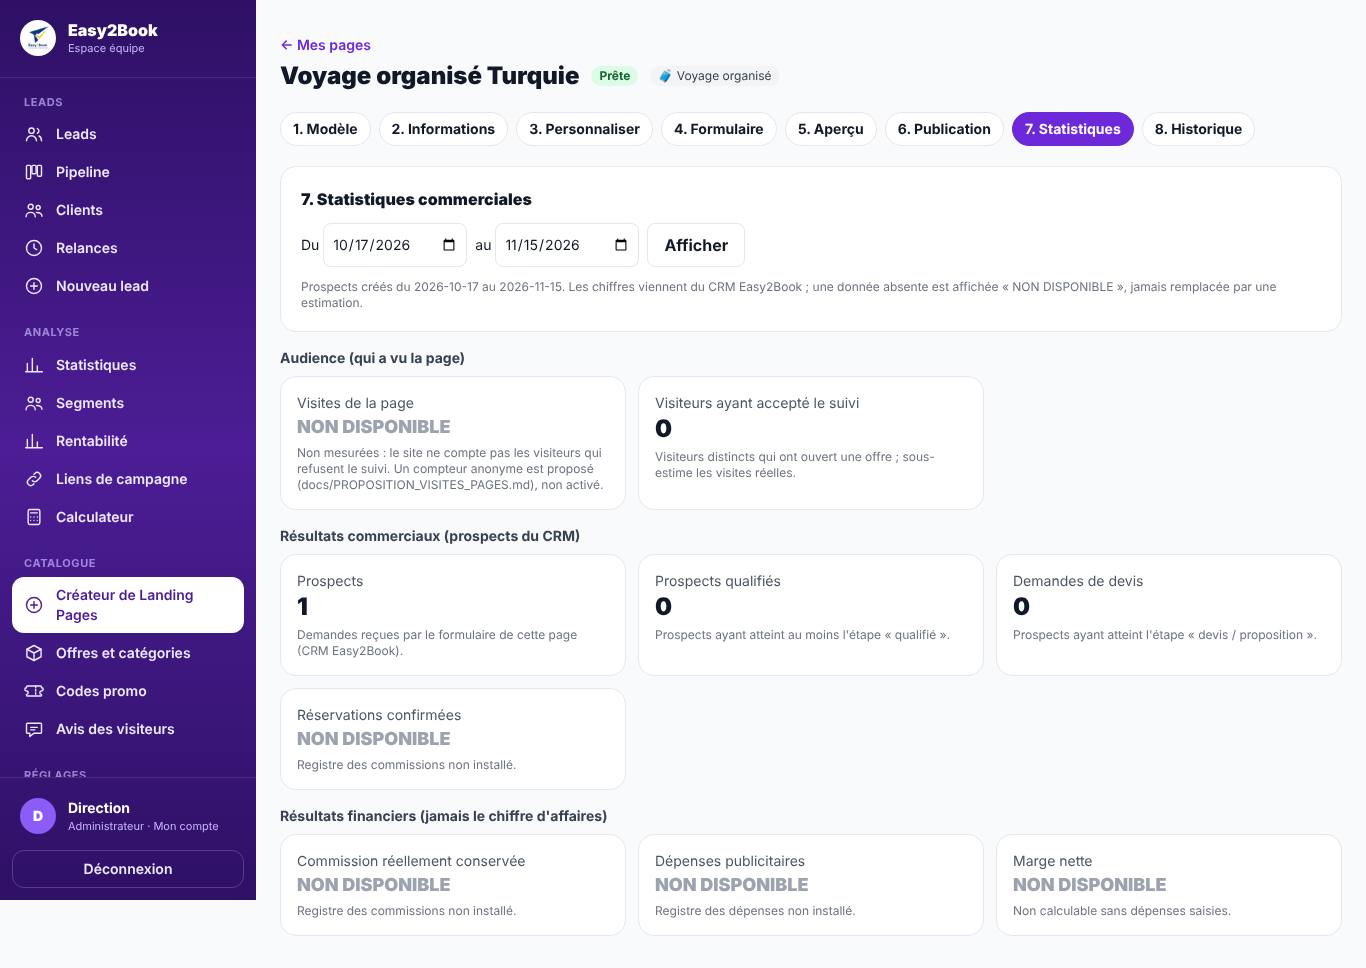 Easy2Book
Espace équipe
LEADS
Leads
Pipeline
Clients
Relances
Nouveau lead
ANALYSE
Statistiques
Segments
Rentabilité
Liens de campagne
Calculateur
CATALOGUE
Créateur de Landing
Pages
Offres et catégories
Codes promo
Avis des visiteurs
RÉGLAGES
D
Direction
Administrateur · Mon compte
Déconnexion
← Mes pages
Voyage organisé Turquie
Prête
Voyage organisé
1. Modèle
2. Informations
3. Personnaliser
4. Formulaire
5. Aperçu
6. Publication
7. Statistiques
8. Historique
7. Statistiques commerciales
Du 10/17/2026 au 11/15/2026 Afficher
Prospects créés du 2026-10-17 au 2026-11-15. Les chiffres viennent du CRM Easy2Book ; une donnée absente est affichée « NON DISPONIBLE », jamais remplacée par une
estimation.
Audience (qui a vu la page)
Visites de la page
NON DISPONIBLE
Non mesurées : le site ne compte pas les visiteurs qui
refusent le suivi. Un compteur anonyme est proposé
(docs/PROPOSITION_VISITES_PAGES.md), non activé.
Visiteurs ayant accepté le suivi
0
Visiteurs distincts qui ont ouvert une offre ; sous-
estime les visites réelles.
Résultats commerciaux (prospects du CRM)
Prospects
1
Demandes reçues par le formulaire de cette page
(CRM Easy2Book).
Prospects qualifiés
0
Prospects ayant atteint au moins l'étape « qualifié ».
Demandes de devis
0
Prospects ayant atteint l'étape « devis / proposition ».
Réservations confirmées
NON DISPONIBLE
Registre des commissions non installé.
Résultats financiers (jamais le chiffre d'affaires)
Commission réellement conservée
NON DISPONIBLE
Registre des commissions non installé.
Dépenses publicitaires
NON DISPONIBLE
Registre des dépenses non installé.
Marge nette
NON DISPONIBLE
Non calculable sans dépenses saisies.